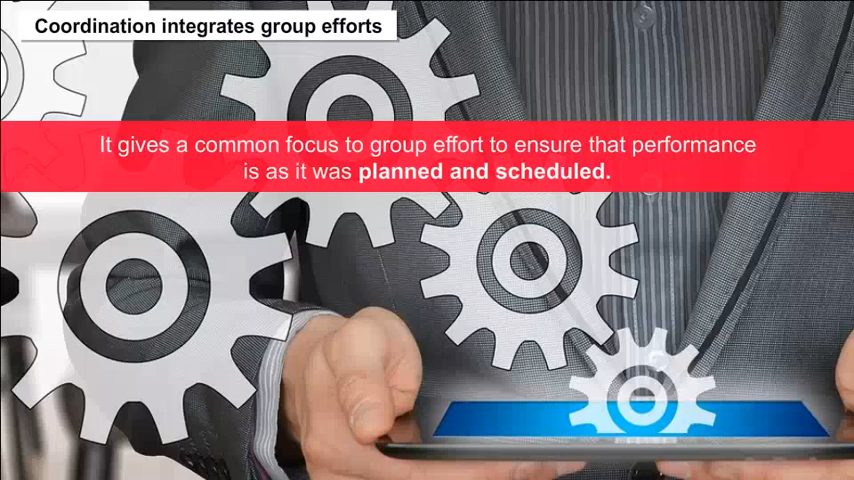 Coordination integrates group efforts
It gives a common focus to group effort to ensure that performance
is as it was planned and scheduled.